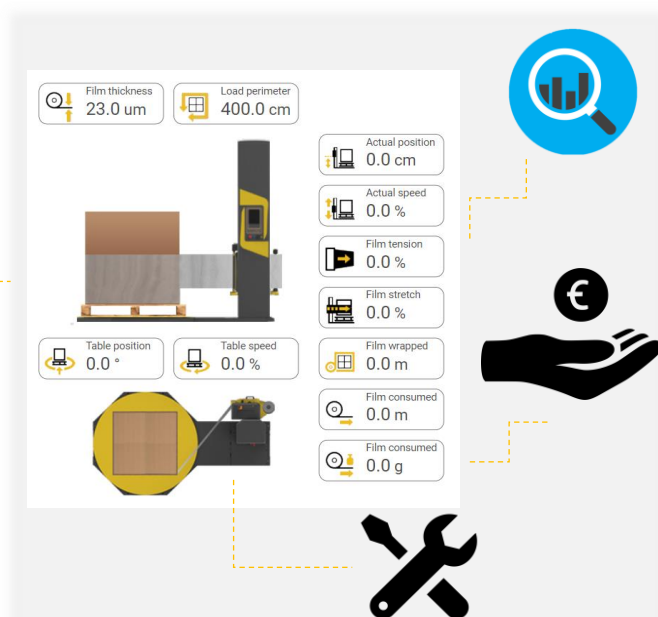 Film thickness
23.0 um
Load perimeter
400.0 cm
Actual position
0.0 cm
Actual speed
0.0 %
Film tension
0.0 %
Film stretch
0.0 %
Table position
0.0 °
Table speed
0.0 %
Film wrapped
0.0 m
Film consumed
0.0 m
Film consumed
0.0 g
€